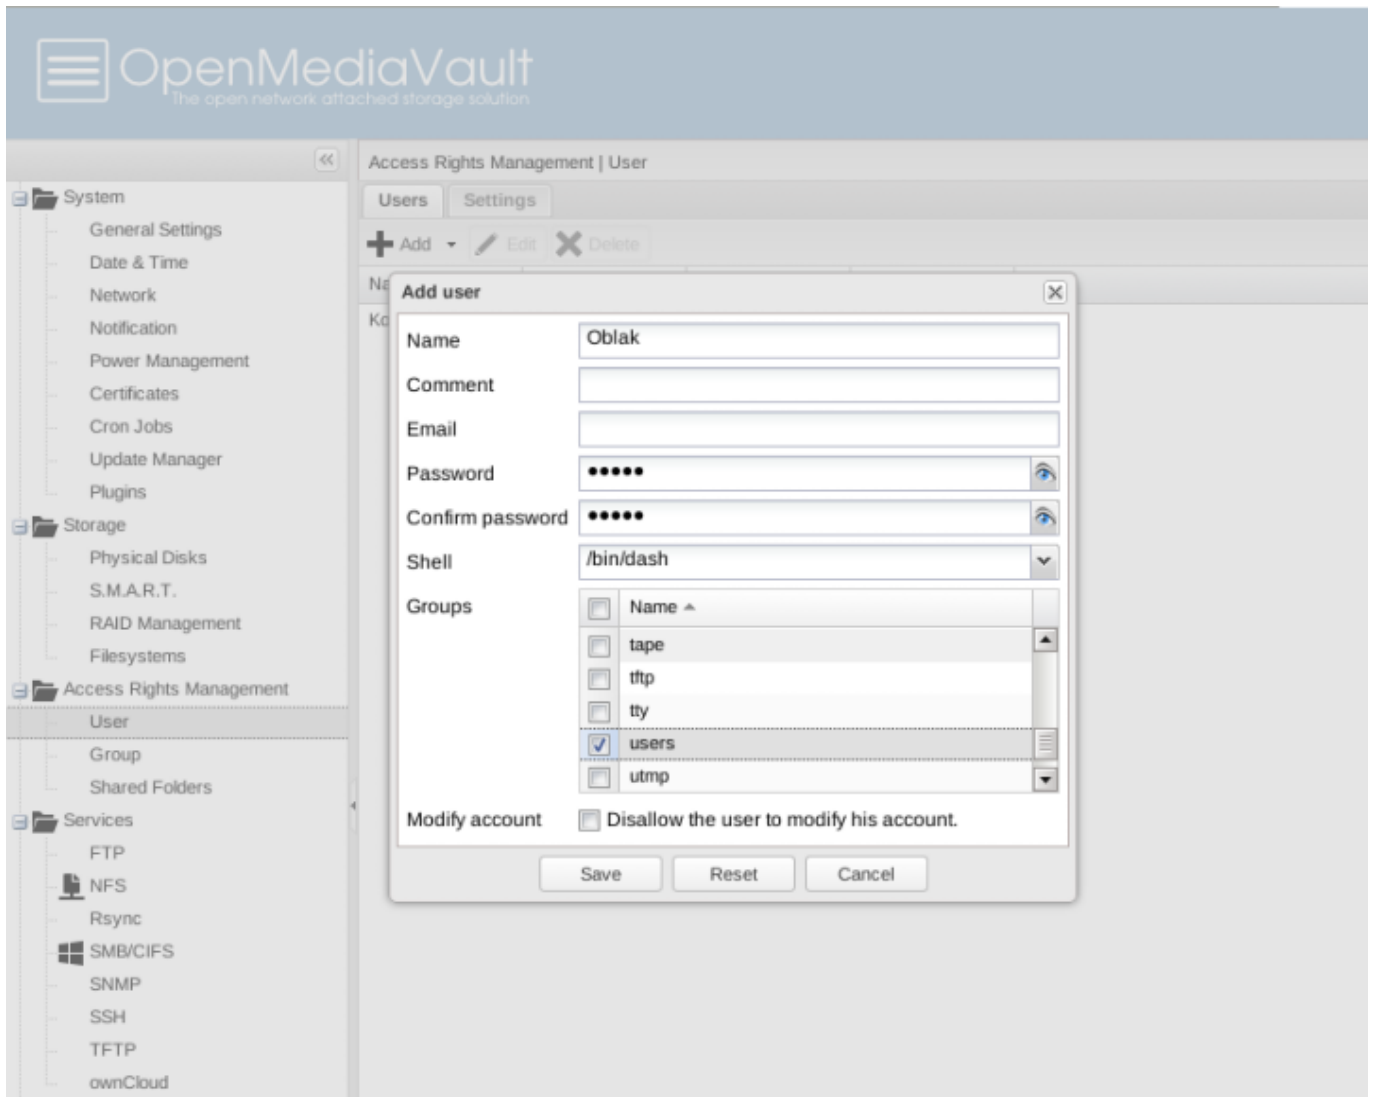 OpenMediaVault
The open network attached storage solution
Access Rights Management | User
Users Settings
Add Edit Delete
System
General Settings
Date & Time
Network
Notification
Power Management
Certificates
Cron Jobs
Update Manager
Plugins
Storage
Physical Disks
S.M.A.R.T.
RAID Management
Filesystems
Access Rights Management
User
Group
Shared Folders
Services
FTP
NFS
Rsync
SMB/CIFS
SNMP
SSH
TFTP
ownCloud
Add user
Name Oblak
Comment
Email
Password •••••
Confirm password •••••
Shell /bin/dash
Groups Name
tape
tftp
tty
users
utmp
Modify account Disallow the user to modify his account.
Save Reset Cancel